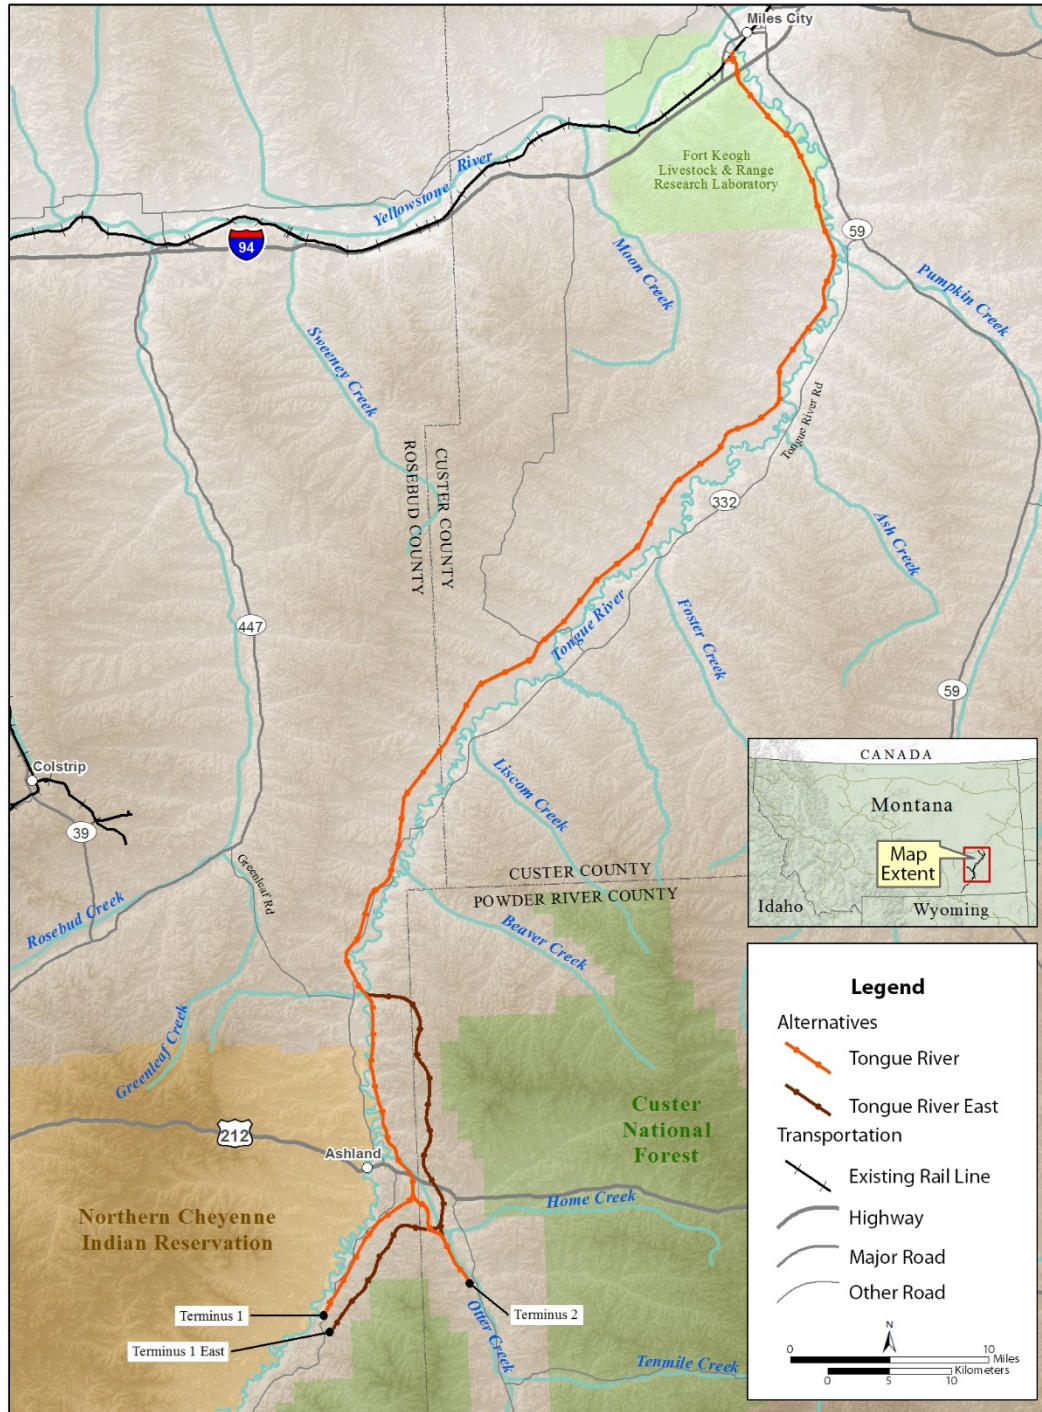 Miles City
Fort Keogh
Livestock & Range
Research Laboratory
Yellowstone River
94
59
Moon Creek
Pumpkin Creek
Sweeney Creek
Tongue River Rd
CUSTER COUNTY
ROSEBUD COUNTY
332
Ash Creek
Tongue River
Foster Creek
447
59
Colstrip
39
Liscom Creek
CANADA
Montana
Map
Extent
Idaho
Wyoming
Greenleaf Rd
CUSTER COUNTY
POWDER RIVER COUNTY
Rosebud Creek
Beaver Creek
Greenleaf Creek
Custer
National
Forest
212
Ashland
Home Creek
Northern Cheyenne
Indian Reservation
Terminus 1
Terminus 1 East
Terminus 2
Otter Creek
Tenmile Creek
Legend
Alternatives
Tongue River
Tongue River East
Transportation
Existing Rail Line
Highway
Major Road
Other Road
N
0 10
Miles
Kilometers
0 5 10